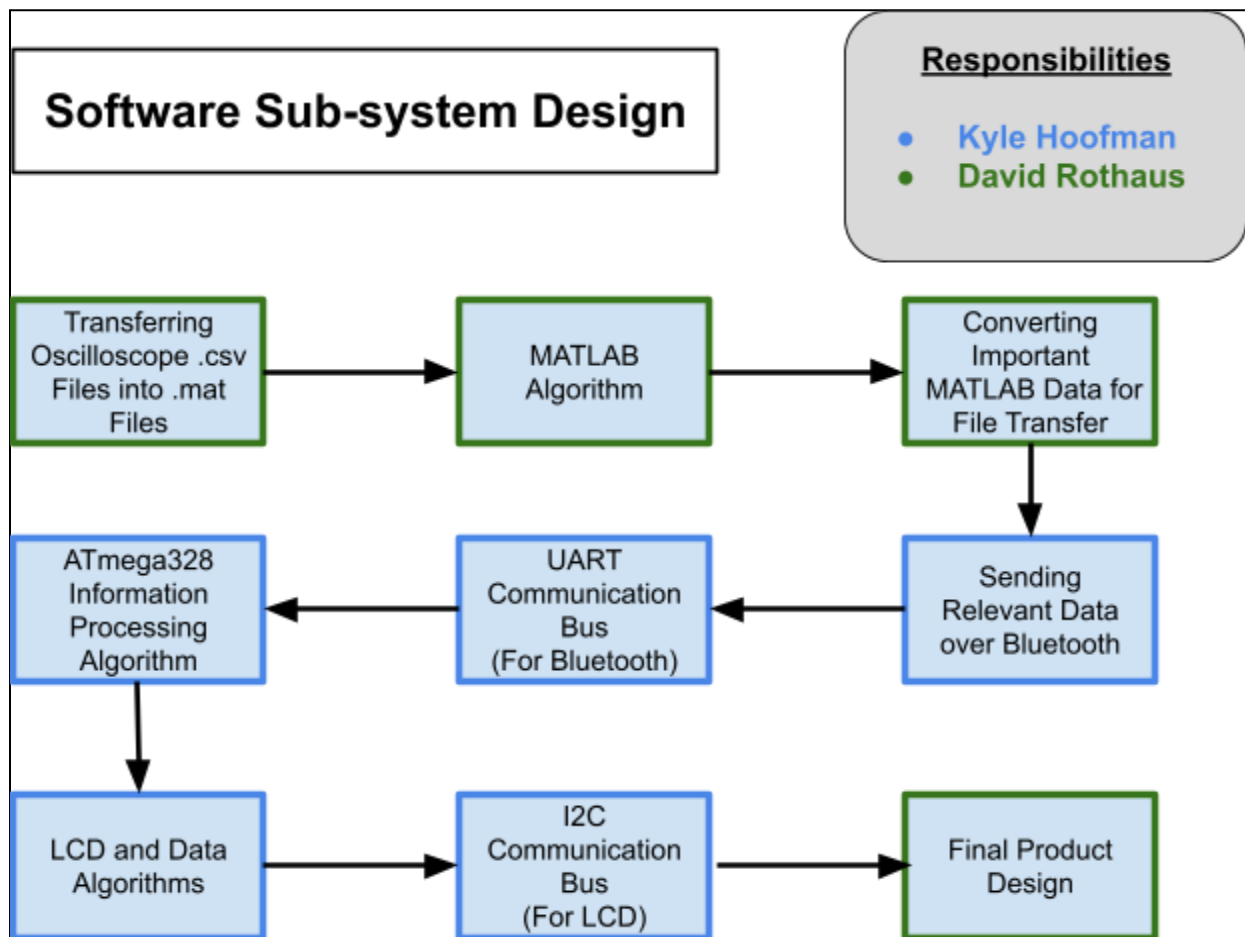 Software Sub-system Design
Responsibilities
● Kyle Hoofman
● David Rothaus
Transferring
Oscilloscope .csv
Files into .mat
Files
MATLAB
Algorithm
Converting
Important
MATLAB Data for
File Transfer
Sending
Relevant Data
over Bluetooth
UART
Communication
Bus
(For Bluetooth)
ATmega328
Information
Processing
Algorithm
LCD and Data
Algorithms
I2C
Communication
Bus
(For LCD)
Final Product
Design